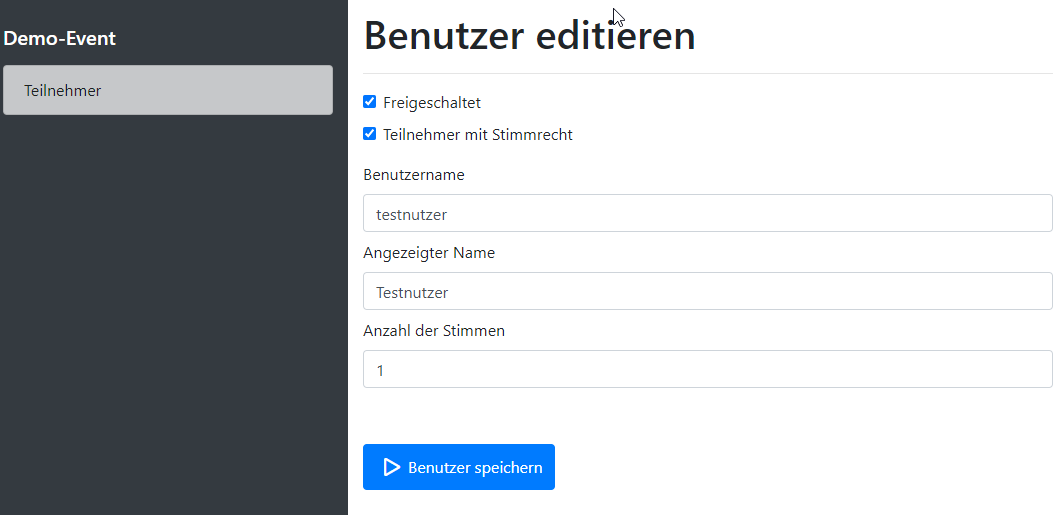 Demo-Event
Teilnehmer
Benutzer editieren
Freigeschaltet
Teilnehmer mit Stimmrecht
Benutzername
testnutzer
Angezeigter Name
Testnutzer
Anzahl der Stimmen
1
Benutzer speichern